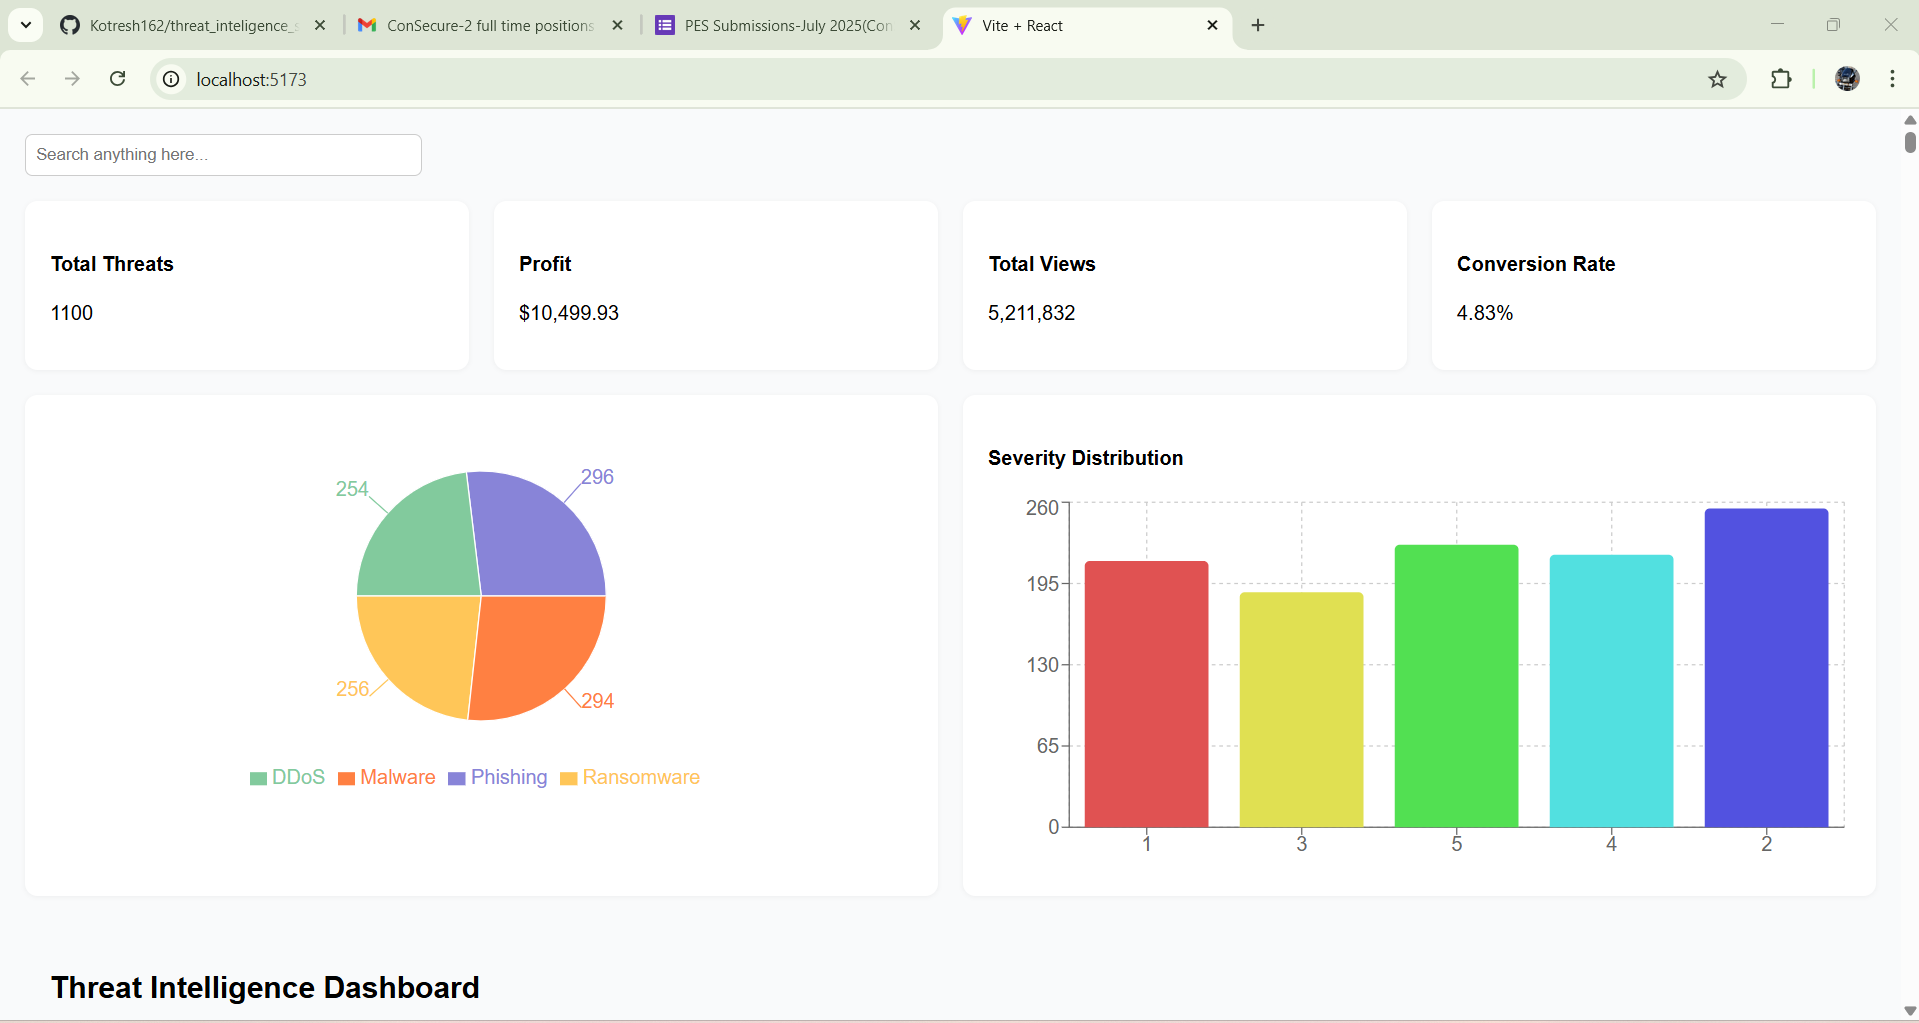 Kotresh162/threat_inteligence_s
ConSecure-2 full time positions
PES Submissions-July 2025(Con
Vite + React
localhost:5173
Search anything here...
Total Threats
1100
Profit
$10,499.93
Total Views
5,211,832
Conversion Rate
4.83%
254
296
256
294
DDoS Malware Phishing Ransomware
Severity Distribution
260
195
130
65
0
1 3 5 4 2
Threat Intelligence Dashboard